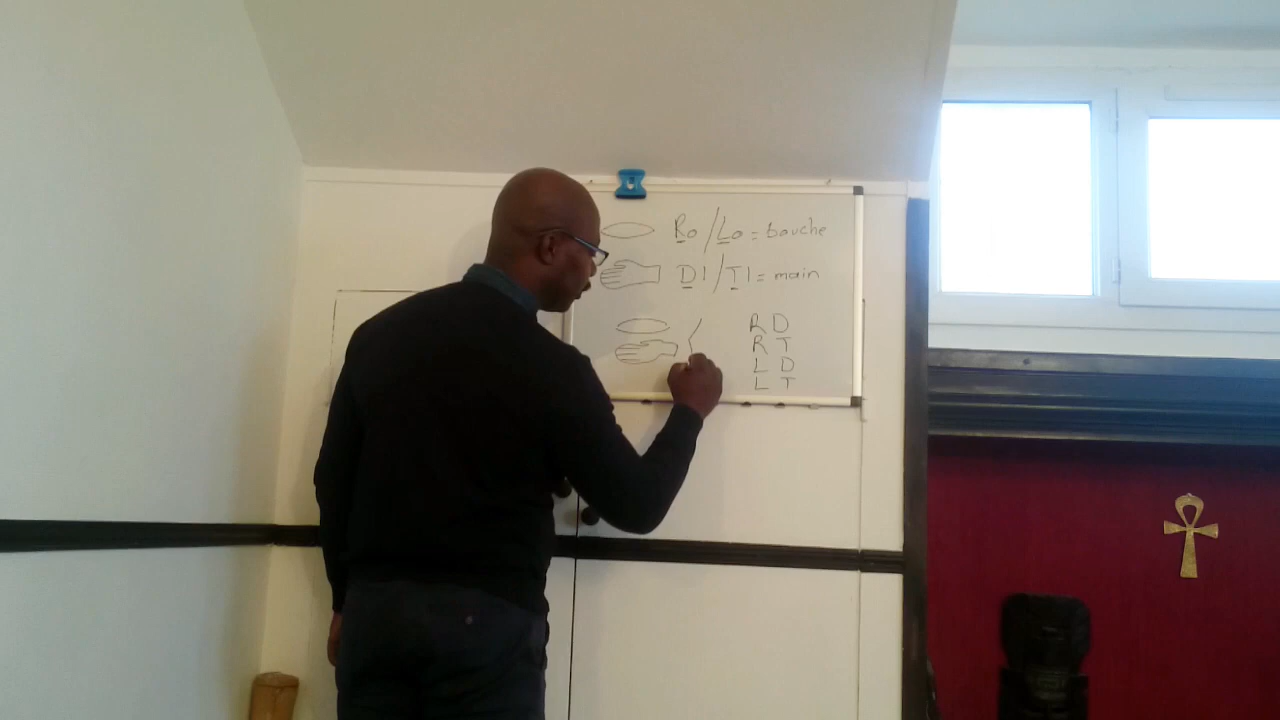 Ro / Lo = bouche
DI / TI = main
R D
R T
L D
L T